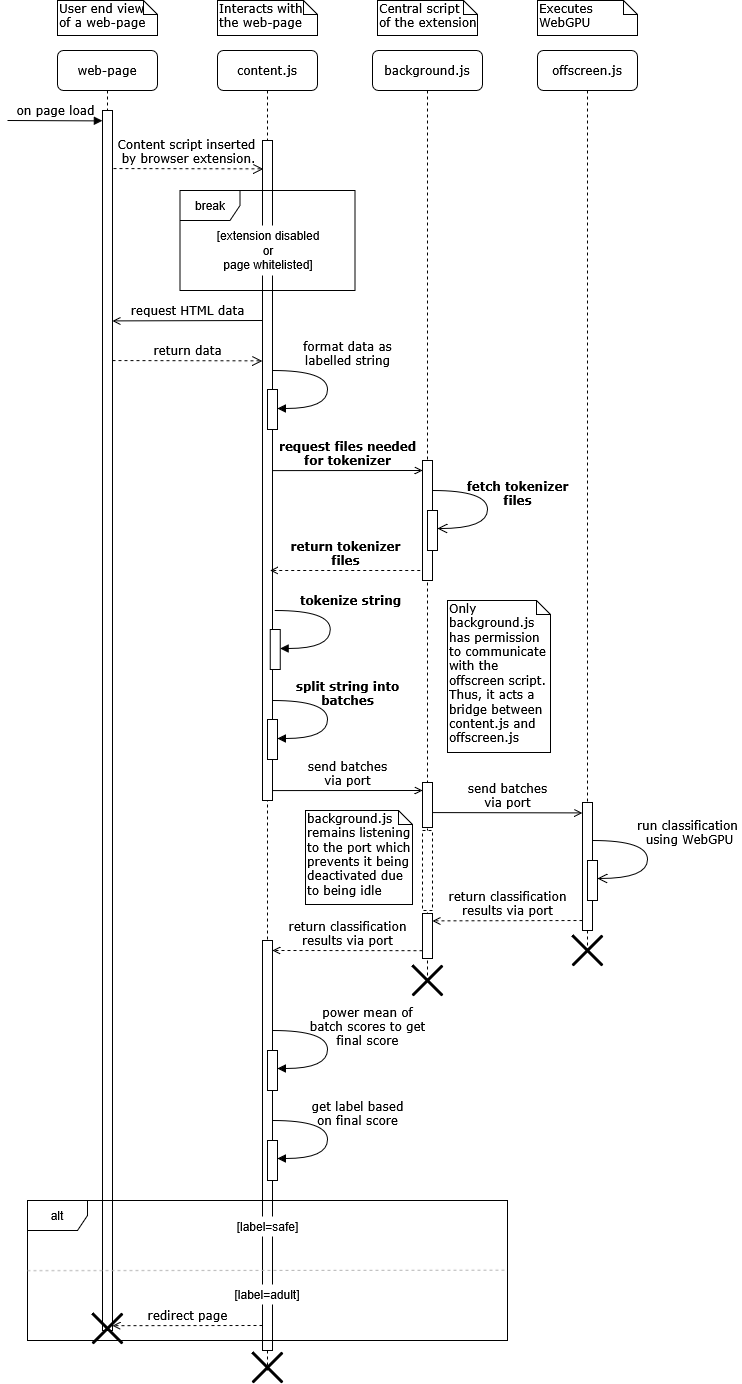 User end view
of a web-page
Interacts with
the web-page
Central script
of the extension
Executes
WebGPU
web-page
content.js
background.js
offscreen.js
on page load
Content script inserted
by browser extension.
break
[extension disabled
or
page whitelisted]
request HTML data
return data
format data as
labelled string
request files needed
for tokenizer
fetch tokenizer
files
return tokenizer
files
tokenize string
Only
background.js
has permission
to communicate
with the
offscreen script.
Thus, it acts a
bridge between
content.js and
offscreen.js
split string into
batches
send batches
via port
send batches
via port
background.js
remains listening
to the port which
prevents it being
deactivated due
to being idle
run classification
using WebGPU
return classification
results via port
return classification
results via port
power mean of
batch scores to get
final score
get label based
on final score
alt
[label=safe]
[label=adult]
redirect page